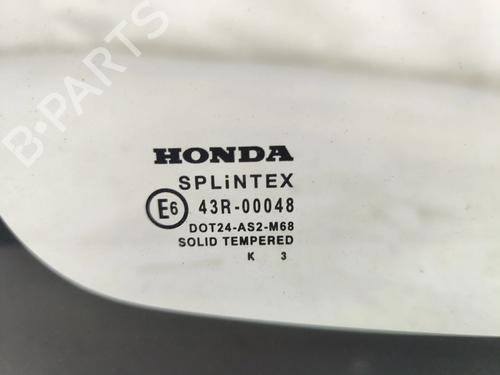 B-PARTS
HONDA
SPLiNTEX
E6 43R-00048
DOT24-AS2-M68
SOLID TEMPERED
K 3